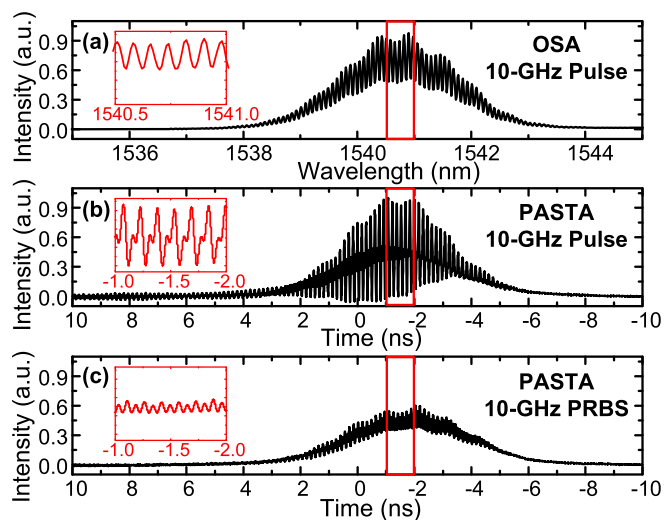 (a)
OSA
10-GHz Pulse
Intensity (a.u.)
0.9
0.6
0.3
0.0
1540.5 1541.0
1536 1538 1540 1542 1544
Wavelength (nm)
(b)
PASTA
10-GHz Pulse
Intensity (a.u.)
0.9
0.6
0.3
0.0
-1.0 -1.5 -2.0
10 8 6 4 2 0 -2 -4 -6 -8 -10
Time (ns)
(c)
PASTA
10-GHz PRBS
Intensity (a.u.)
0.9
0.6
0.3
0.0
-1.0 -1.5 -2.0
10 8 6 4 2 0 -2 -4 -6 -8 -10
Time (ns)